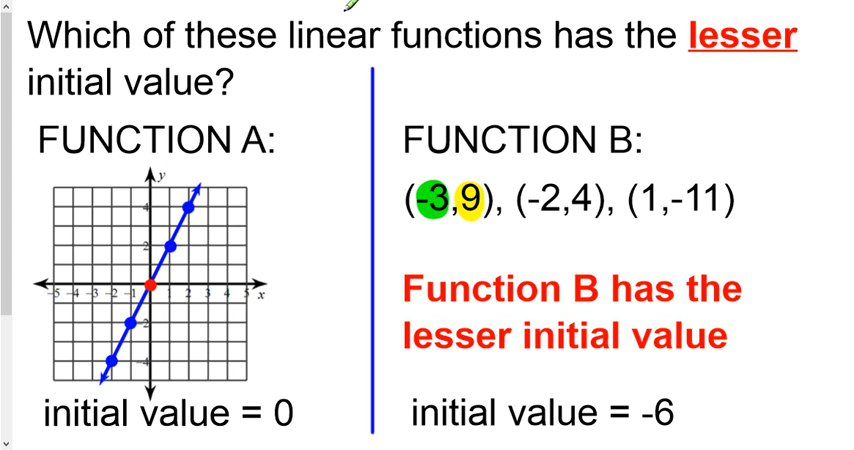 Which of these linear functions has the lesser
initial value?
FUNCTION A:
y
4
2
-5 -4 -3 -2 -1 1 2 3 4 5 x
-2
-4
initial value = 0
FUNCTION B:
(-3,9), (-2,4), (1,-11)
Function B has the
lesser initial value
initial value = -6